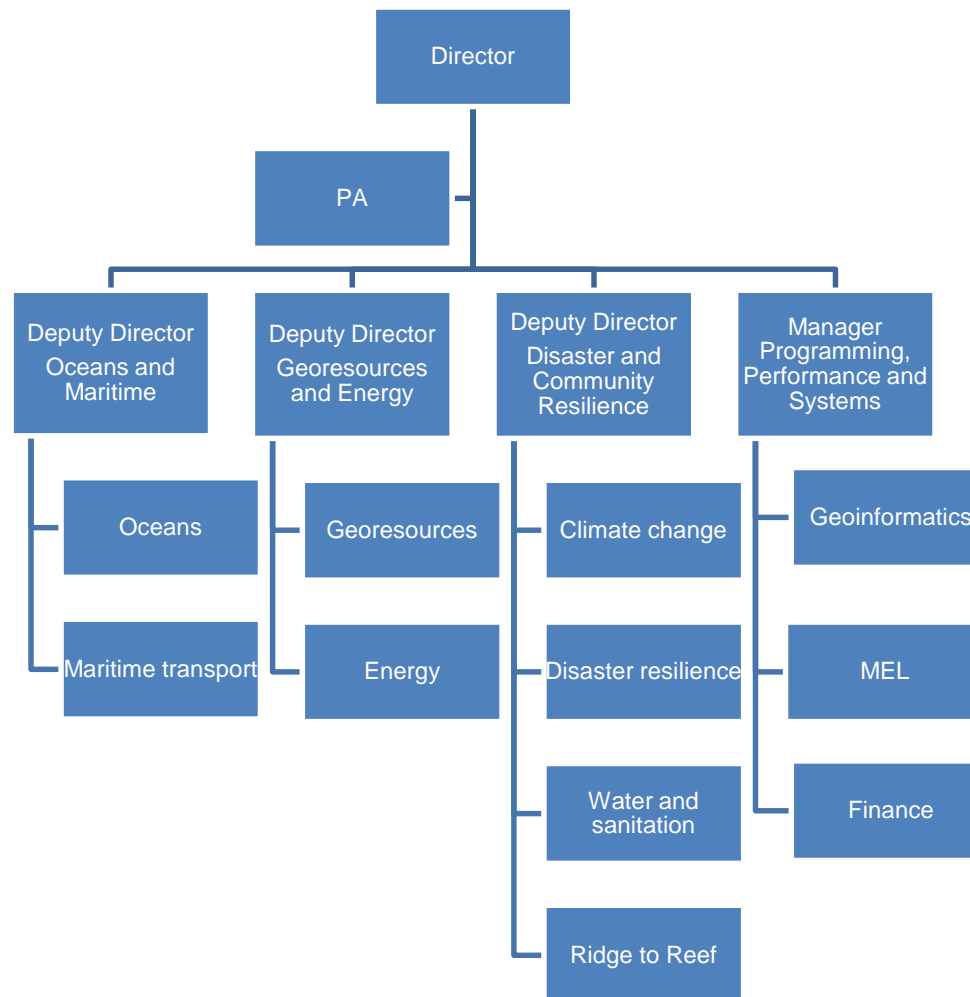 Director
PA
Deputy Director
Oceans and
Maritime
Deputy Director
Georesources
and Energy
Deputy Director
Disaster and
Community
Resilience
Manager
Programming,
Performance and
Systems
Oceans
Maritime transport
Georesources
Energy
Climate change
Disaster resilience
Water and
sanitation
Ridge to Reef
Geoinformatics
MEL
Finance